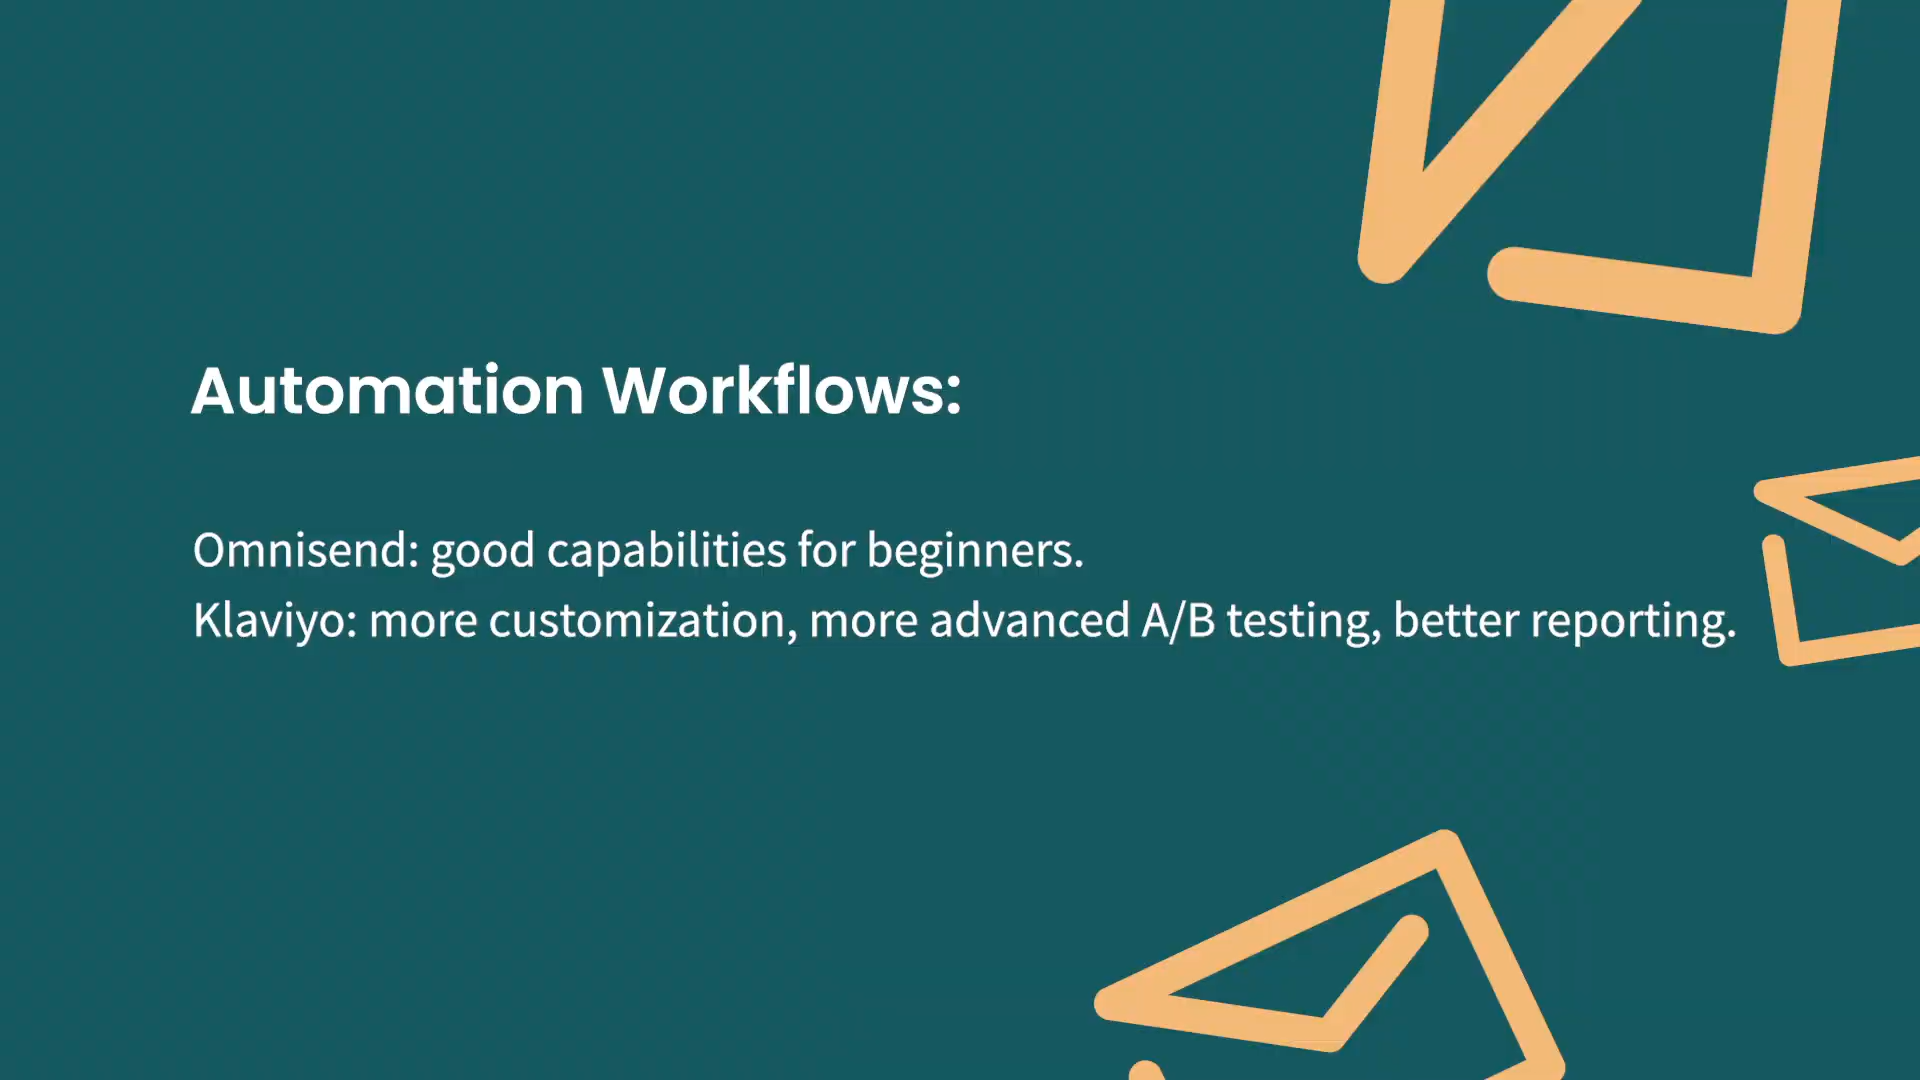 Automation Workflows:
Omnisend: good capabilities for beginners.
Klaviyo: more customization, more advanced A/B testing, better reporting.